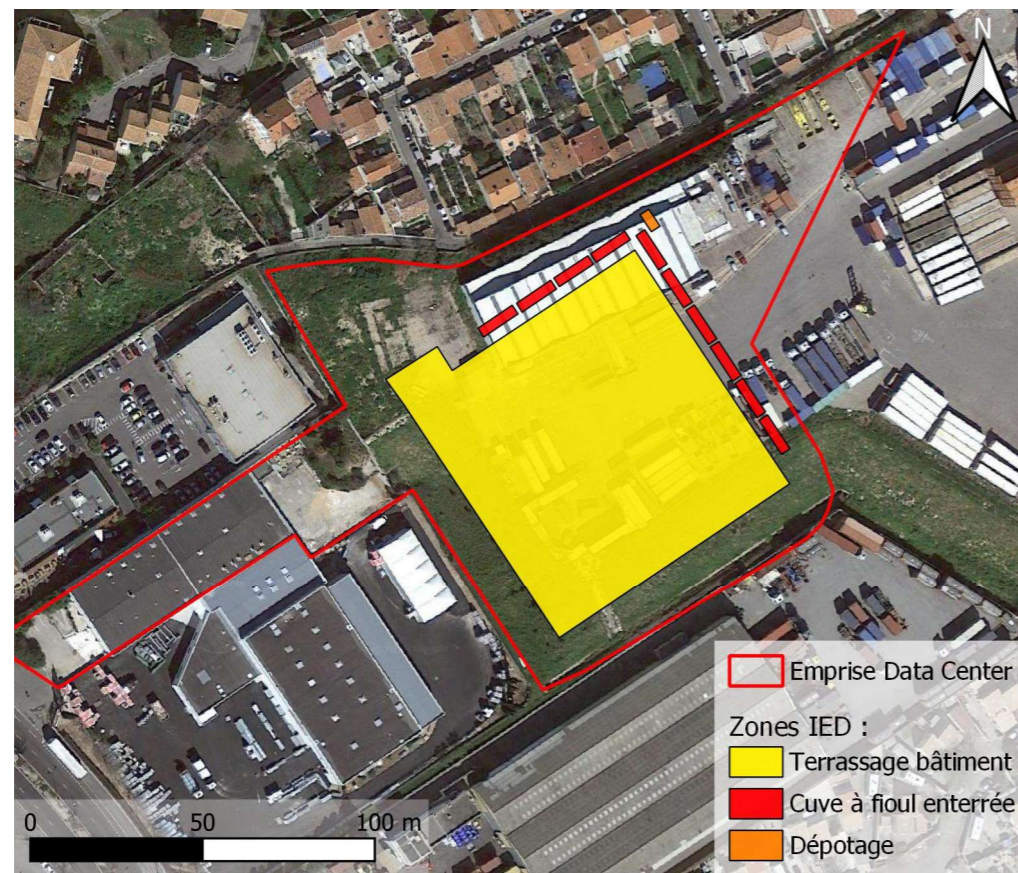 N
Emprise Data Center
Zones IED :
Terrassage bâtiment
Cuve à fioul enterrée
Dépotage
0 50 100 m